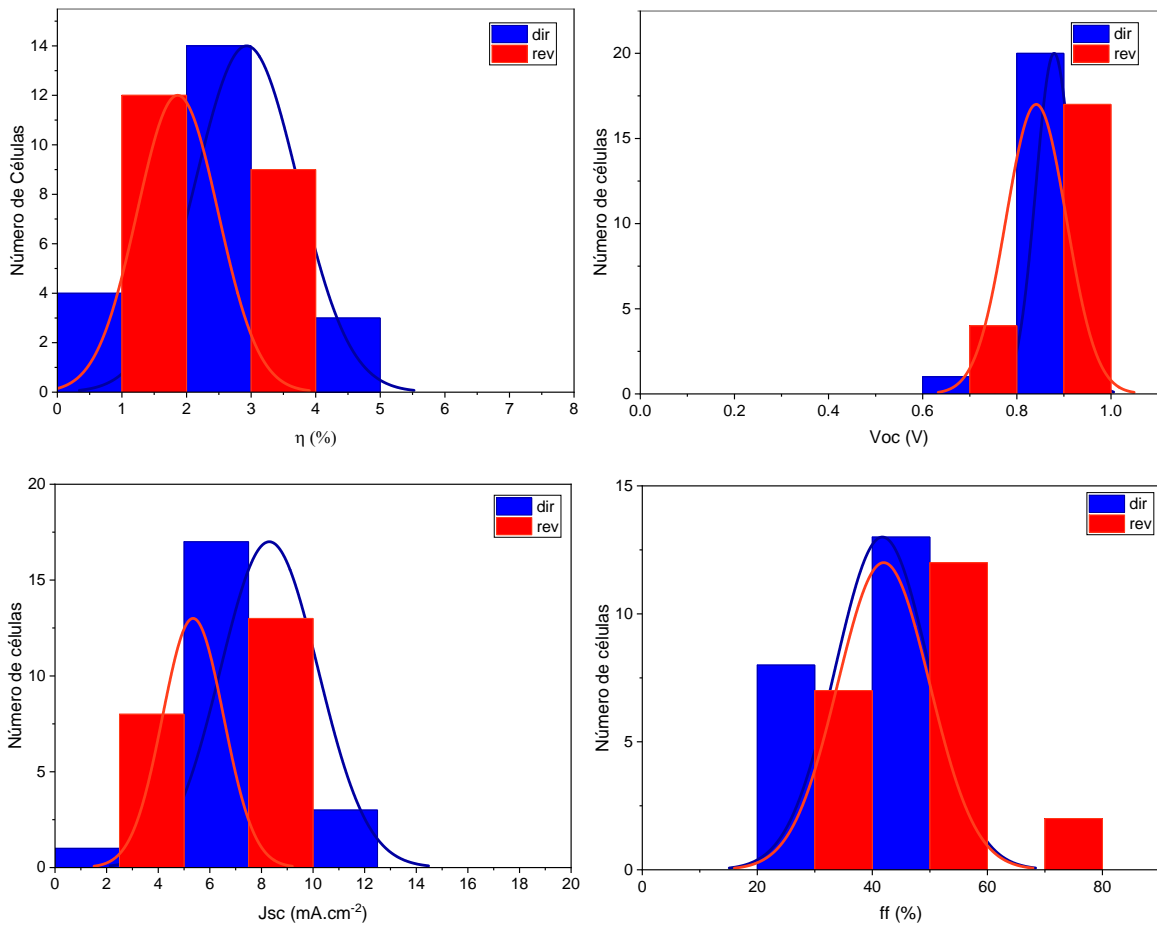 dir
rev
Número de Células
14
12
10
8
6
4
2
0
0 1 2 3 4 5 6 7 8
η (%)
dir
rev
Número de células
20
15
10
5
0
0.0 0.2 0.4 0.6 0.8 1.0
Voc (V)
dir
rev
Número de células
20
15
10
5
0
0 2 4 6 8 10 12 14 16 18 20
Jsc (mA.cm⁻²)
dir
rev
Número de células
15
10
5
0
0 20 40 60 80
ff (%)